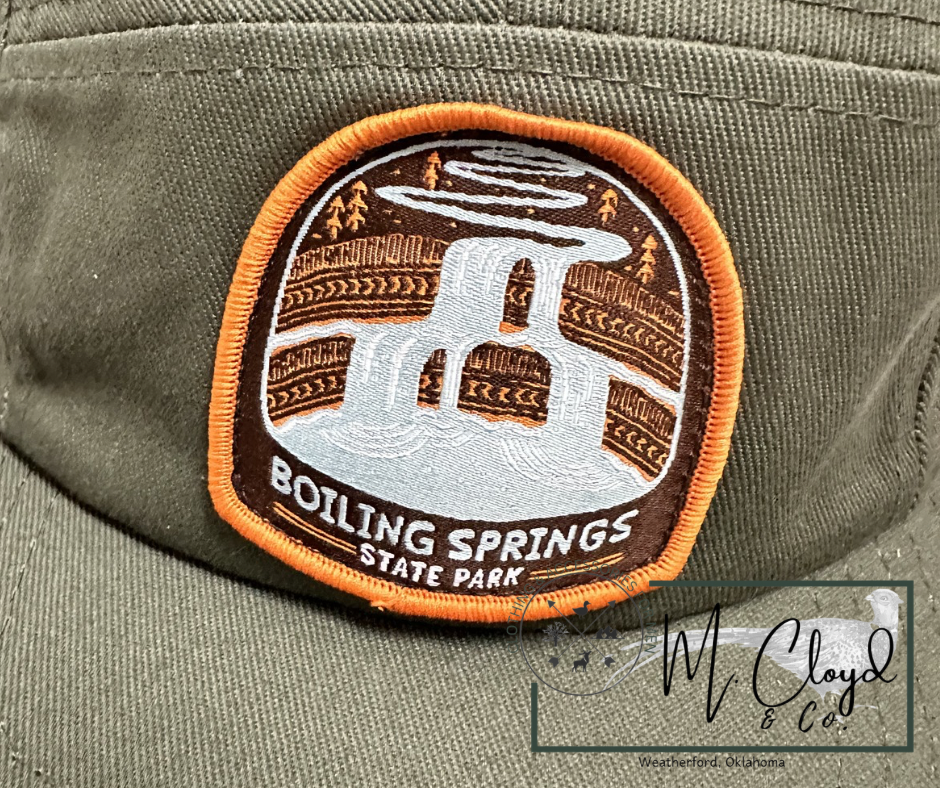 BOILING SPRINGS
STATE PARK
M. Cloyd
& Co.
Weatherford, Oklahoma